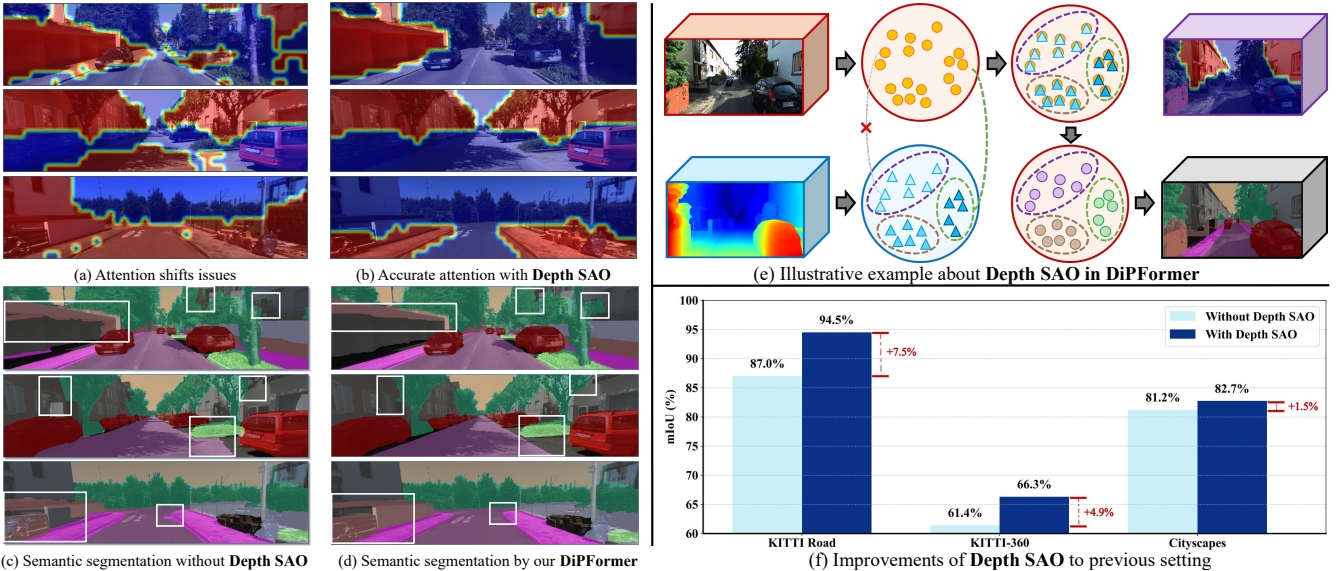 (a) Attention shifts issues
(b) Accurate attention with Depth SAO
(c) Semantic segmentation without Depth SAO
(d) Semantic segmentation by our DiPFormer
(e) Illustrative example about Depth SAO in DiPFormer
100
95
90
85
80
75
70
65
60
mIoU (%)
Without Depth SAO
With Depth SAO
87.0%
94.5%
+7.5%
61.4%
66.3%
+4.9%
81.2%
82.7%
+1.5%
KITTI Road
KITTI-360
Cityscapes
(f) Improvements of Depth SAO to previous setting